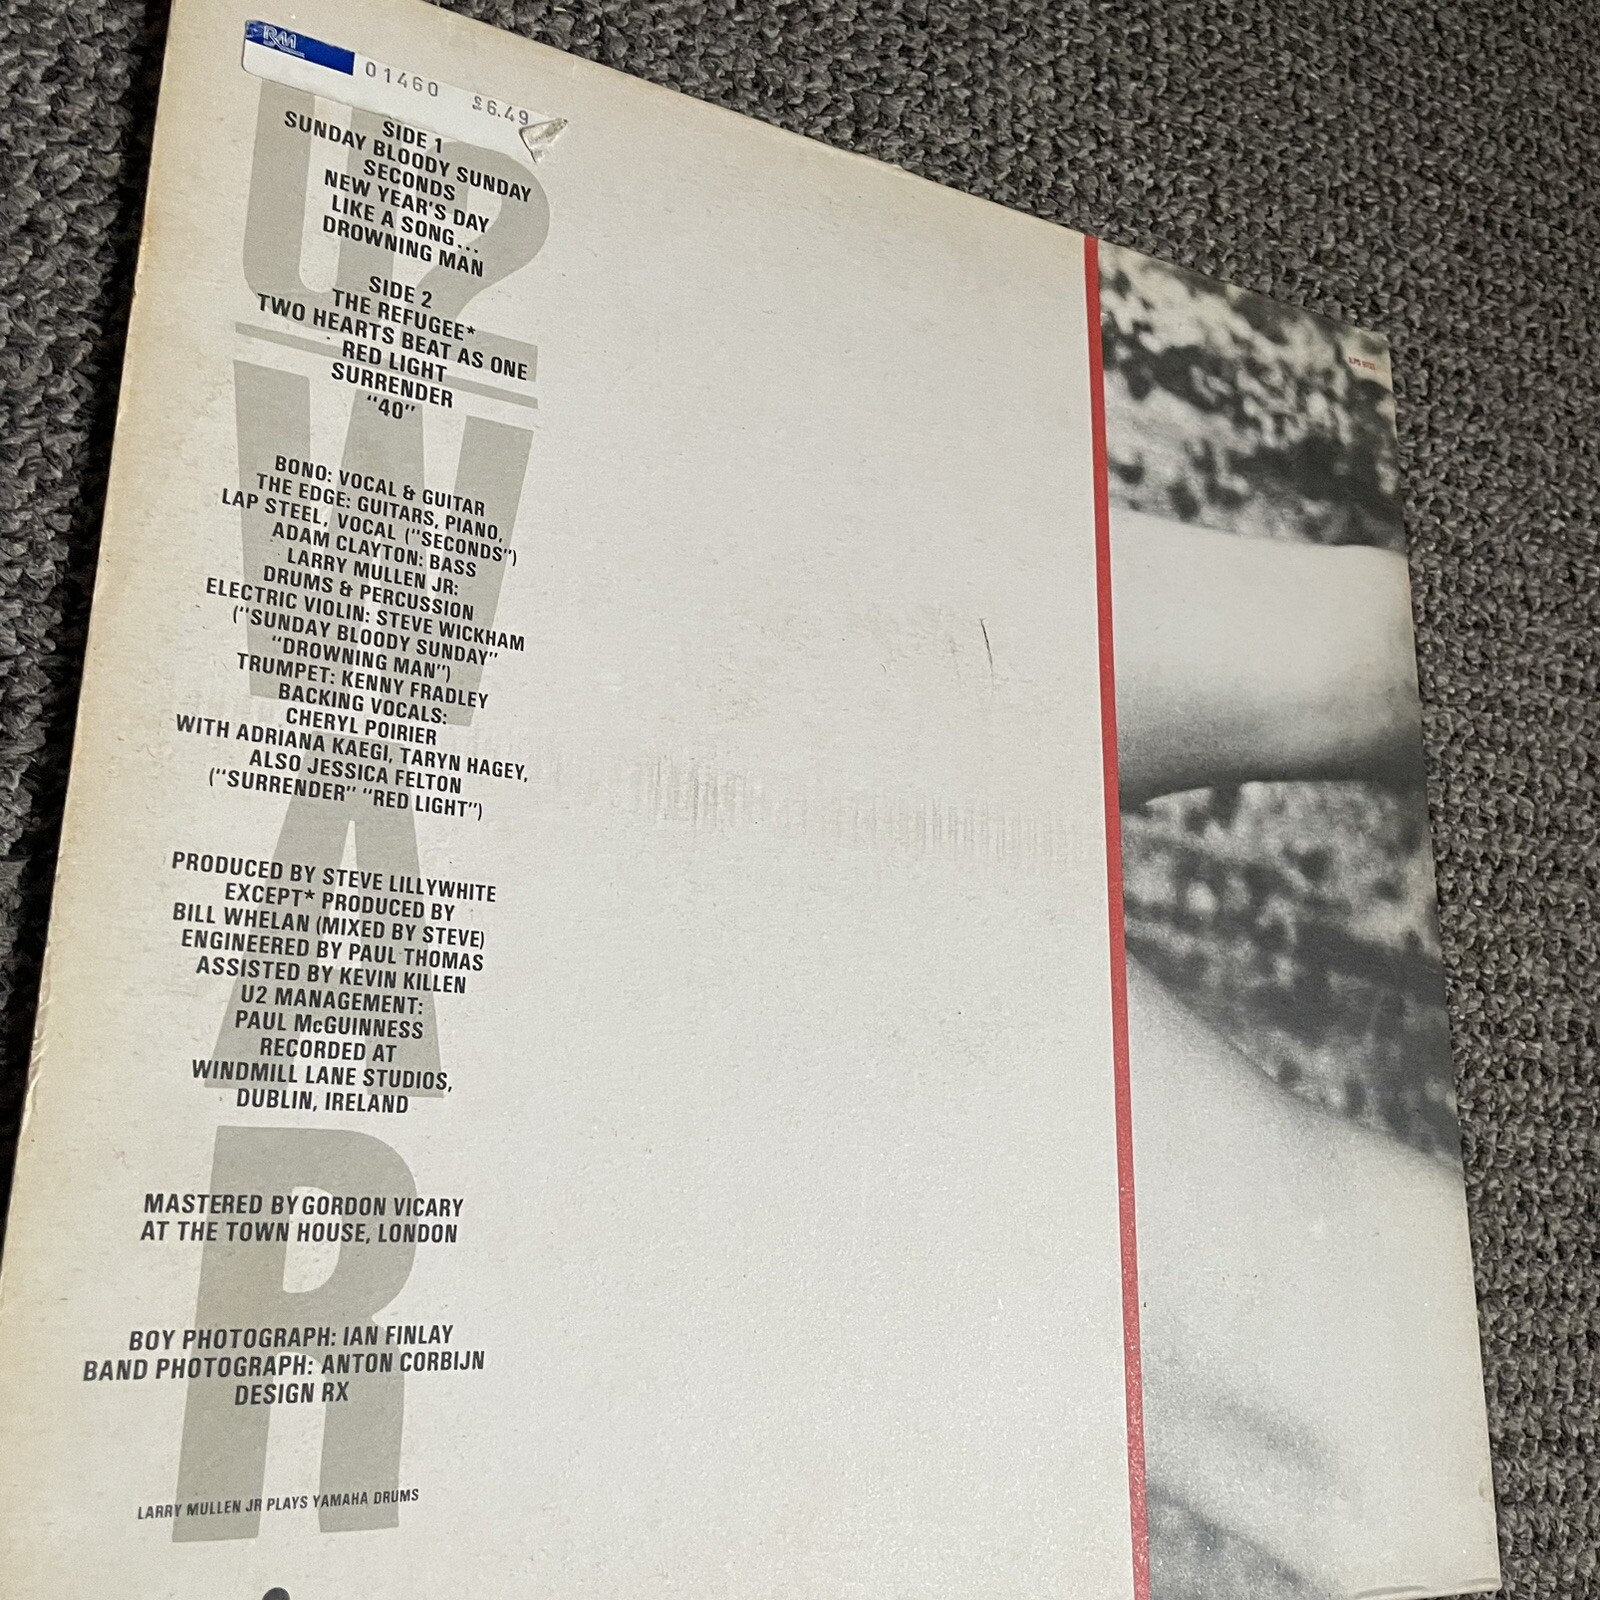 RM
01460 £6.49
U2
WAR
SIDE 1
SUNDAY BLOODY SUNDAY
SECONDS
NEW YEAR'S DAY
LIKE A SONG...
DROWNING MAN
SIDE 2
THE REFUGEE*
TWO HEARTS BEAT AS ONE
RED LIGHT
SURRENDER
"40"
BONO: VOCAL & GUITAR
THE EDGE: GUITARS, PIANO,
LAP STEEL, VOCAL ("SECONDS")
ADAM CLAYTON: BASS
LARRY MULLEN JR:
DRUMS & PERCUSSION
ELECTRIC VIOLIN: STEVE WICKHAM
("SUNDAY BLOODY SUNDAY"
"DROWNING MAN")
TRUMPET: KENNY FRADLEY
BACKING VOCALS:
CHERYL POIRIER
WITH ADRIANA KAEGI, TARYN HAGEY,
ALSO JESSICA FELTON
("SURRENDER" "RED LIGHT")
PRODUCED BY STEVE LILLYWHITE
EXCEPT* PRODUCED BY
BILL WHELAN (MIXED BY STEVE)
ENGINEERED BY PAUL THOMAS
ASSISTED BY KEVIN KILLEN
U2 MANAGEMENT:
PAUL McGUINNESS
RECORDED AT
WINDMILL LANE STUDIOS,
DUBLIN, IRELAND
MASTERED BY GORDON VICARY
AT THE TOWN HOUSE, LONDON
BOY PHOTOGRAPH: IAN FINLAY
BAND PHOTOGRAPH: ANTON CORBIJN
DESIGN RX
LARRY MULLEN JR PLAYS YAMAHA DRUMS